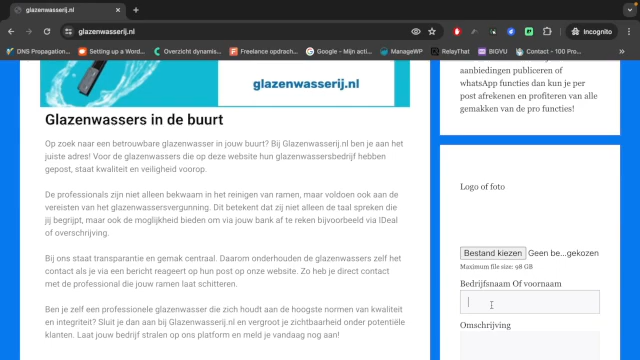 glazenwasserij.nl
glazenwasserij.nl
Incognito
DNS Propagation...
Setting up a Word...
Overzicht dynamis...
Freelance opdrach...
Google - Mijn acti...
ManageWP
RelayThat
BIGVU
Contact - 100 Pro...
glazenwasserij.nl
Glazenwassers in de buurt
Op zoek naar een betrouwbare glazenwasser in jouw buurt? Bij Glazenwasserij.nl ben je aan het
juiste adres! Voor de glazenwassers die op deze website hun glazenwassersbedrijf hebben
gepost, staat kwaliteit en veiligheid voorop.
De professionals zijn niet alleen bekwaam in het reinigen van ramen, maar voldoen ook aan de
vereisten van het glazenwassersvergunning. Dit betekent dat zij niet alleen de taal spreken die
jij begrijpt, maar ook de mogelijkheid bieden om via jouw bank af te reken bijvoorbeeld via IDeal
of overschrijving.
Bij ons staat transparantie en gemak centraal. Daarom onderhouden de glazenwassers zelf het
contact als je via een bericht reageert op hun post op onze website. Zo heb je direct contact
met de professional die jouw ramen laat schitteren.
Ben je zelf een professionele glazenwasser die zich houdt aan de hoogste normen van kwaliteit
en integriteit? Sluit je dan aan bij Glazenwasserij.nl en vergroot je zichtbaarheid onder potentiële
klanten. Laat jouw bedrijf stralen op ons platform en meld je vandaag nog aan!
aanbiedingen publiceren of
whatsApp functies dan kun je per
post afrekenen en profiteren van alle
gemakken van de pro functies!
Logo of foto
Bestand kiezen Geen be...gekozen
Maximum file size: 98 GB
Bedrijfsnaam Of voornaam
Omschrijving